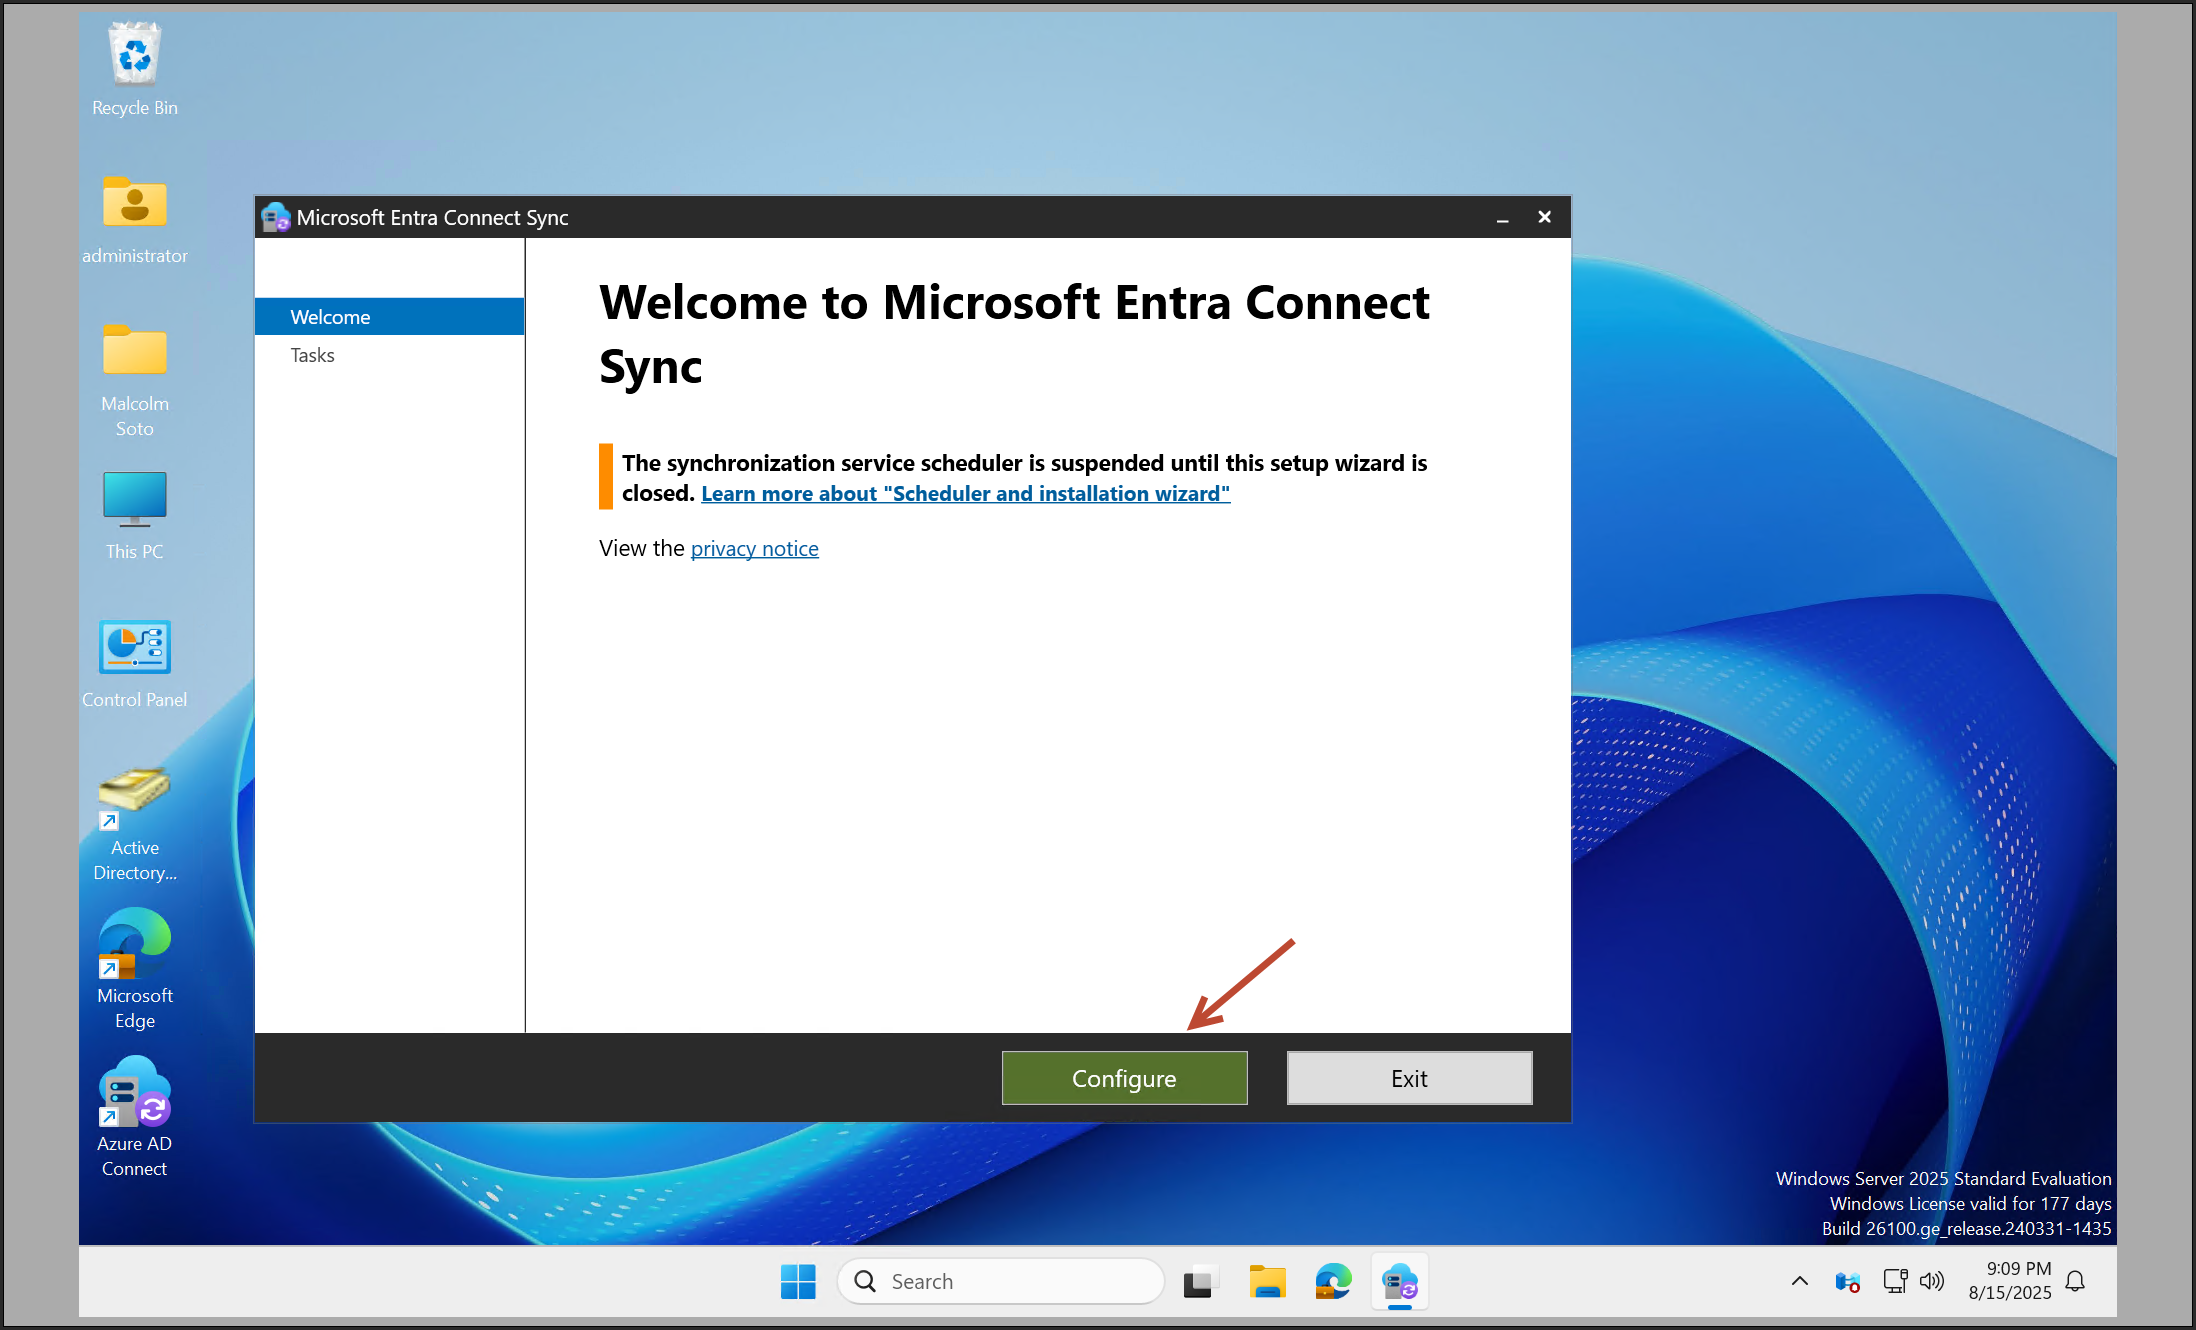 Recycle Bin
administrator
Malcolm
Soto
This PC
Control Panel
Active
Directory...
Microsoft
Edge
Azure AD
Connect
Microsoft Entra Connect Sync
Welcome
Tasks
Welcome to Microsoft Entra Connect
Sync
The synchronization service scheduler is suspended until this setup wizard is
closed. Learn more about "Scheduler and installation wizard"
View the privacy notice
Configure
Exit
Windows Server 2025 Standard Evaluation
Windows License valid for 177 days
Build 26100.ge_release.240331-1435
Search
9:09 PM
8/15/2025